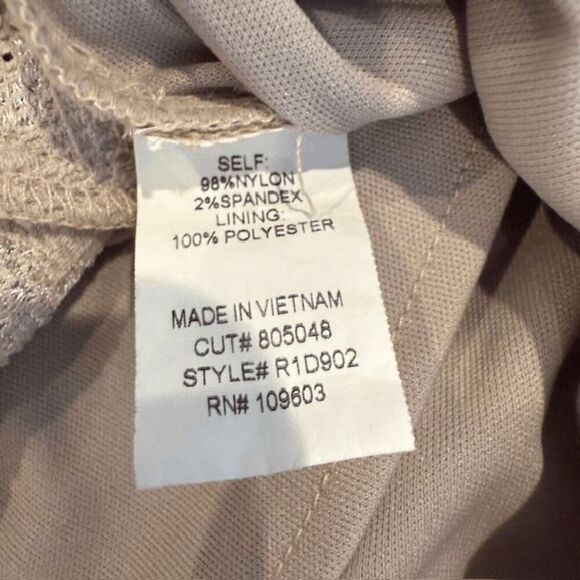 SELF:
98%NYLON
2%SPANDEX
LINING:
100% POLYESTER
MADE IN VIETNAM
CUT# 805048
STYLE# R1D902
RN# 109603